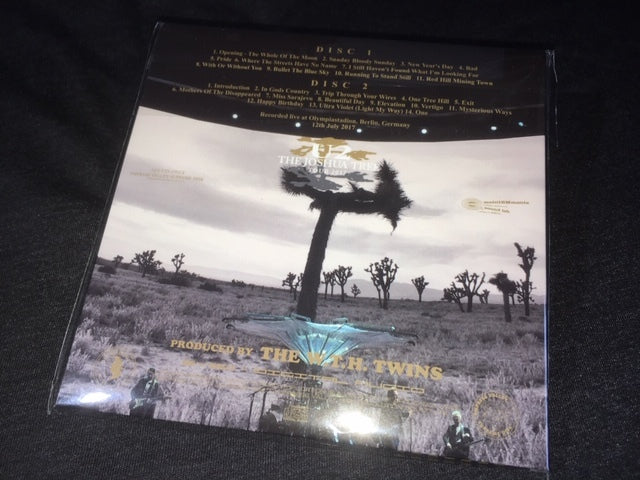 DISC 1
1. Opening - The Whole Of The Moon 2. Sunday Bloody Sunday 3. New Year's Day 4. Bad
5. Pride 6. Where The Streets Have No Name 7. I Still Haven't Found What I'm Looking For
8. With Or Without You 9. Bullet The Blue Sky 10. Running To Stand Still 11. Red Hill Mining Town
DISC 2
1. Introduction 2. In Gods Country 3. Trip Through Your Wires 4. One Tree Hill 5. Exit
6. Mothers Of The Disappeared 7. Miss Sarajevo 8. Beautiful Day 9. Elevation 10. Vertigo 11. Mysterious Ways
12. Happy Birthday 13. Ultra Violet (Light My Way) 14. One
Recorded live at Olympiastadion, Berlin, Germany
12th July 2017
U2
THE JOSHUA TREE
TOUR 2017
PRODUCED BY THE W.T.H. TWINS